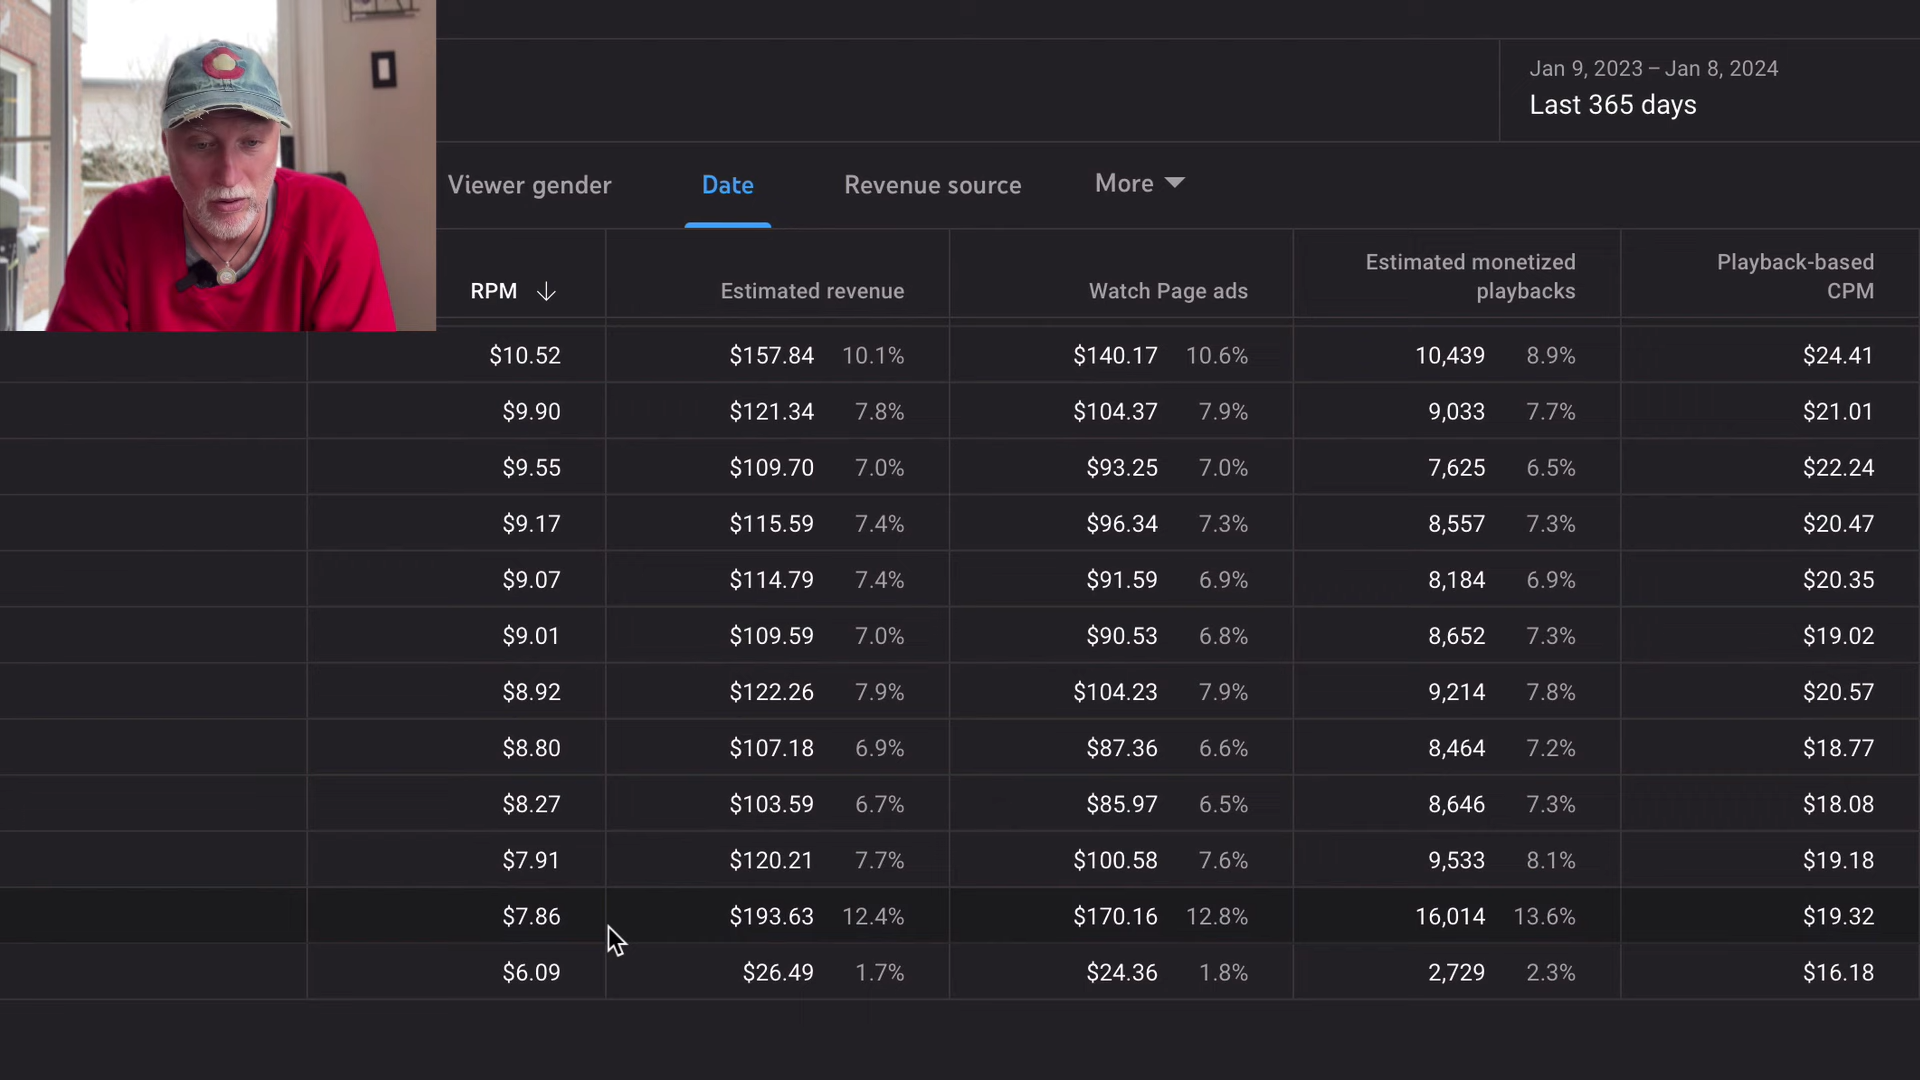 Jan 9, 2023 – Jan 8, 2024
Last 365 days
Viewer gender Date Revenue source More
RPM Estimated revenue Watch Page ads Estimated monetized playbacks Playback-based CPM
$10.52 $157.84 10.1% $140.17 10.6% 10,439 8.9% $24.41
$9.90 $121.34 7.8% $104.37 7.9% 9,033 7.7% $21.01
$9.55 $109.70 7.0% $93.25 7.0% 7,625 6.5% $22.24
$9.17 $115.59 7.4% $96.34 7.3% 8,557 7.3% $20.47
$9.07 $114.79 7.4% $91.59 6.9% 8,184 6.9% $20.35
$9.01 $109.59 7.0% $90.53 6.8% 8,652 7.3% $19.02
$8.92 $122.26 7.9% $104.23 7.9% 9,214 7.8% $20.57
$8.80 $107.18 6.9% $87.36 6.6% 8,464 7.2% $18.77
$8.27 $103.59 6.7% $85.97 6.5% 8,646 7.3% $18.08
$7.91 $120.21 7.7% $100.58 7.6% 9,533 8.1% $19.18
$7.86 $193.63 12.4% $170.16 12.8% 16,014 13.6% $19.32
$6.09 $26.49 1.7% $24.36 1.8% 2,729 2.3% $16.18